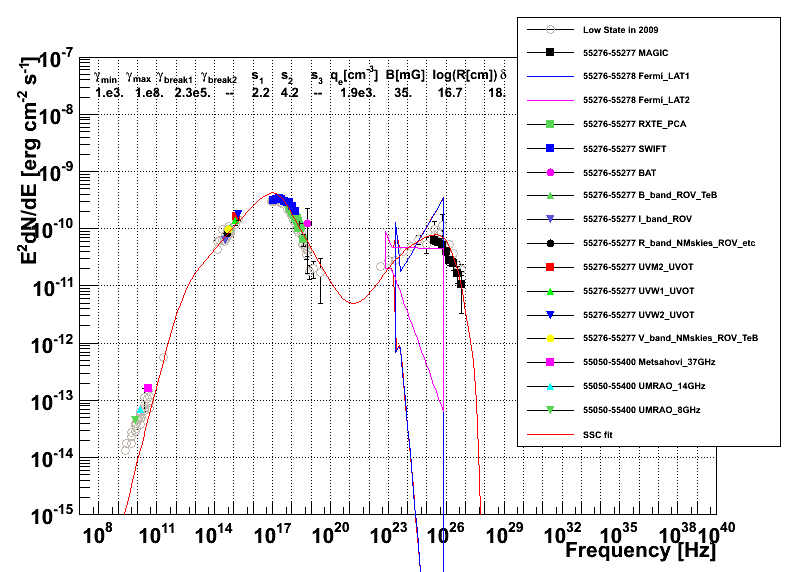 γmin γmax γbreak1 γbreak2 s1 s2 s3 qe[cm-3] B[mG] log(R[cm]) δ
1.e3. 1.e8. 2.3e5. -- 2.2 4.2 -- 1.9e3. 35. 16.7 18.
E2dN/dE [erg cm-2 s-1]
10-7
10-8
10-9
10-10
10-11
10-12
10-13
10-14
10-15
108 1011 1014 1017 1020 1023 1026 1029 1032 1035 1038 1040
Frequency [Hz]
Low State in 2009
55276-55277 MAGIC
55276-55278 Fermi_LAT1
55276-55278 Fermi_LAT2
55276-55277 RXTE_PCA
55276-55277 SWIFT
55276-55277 BAT
55276-55277 B_band_ROV_TeB
55276-55277 I_band_ROV
55276-55277 R_band_NMskies_ROV_etc
55276-55277 UVM2_UVOT
55276-55277 UVW1_UVOT
55276-55277 UVW2_UVOT
55276-55277 V_band_NMskies_ROV_TeB
55050-55400 Metsahovi_37GHz
55050-55400 UMRAO_14GHz
55050-55400 UMRAO_8GHz
SSC fit